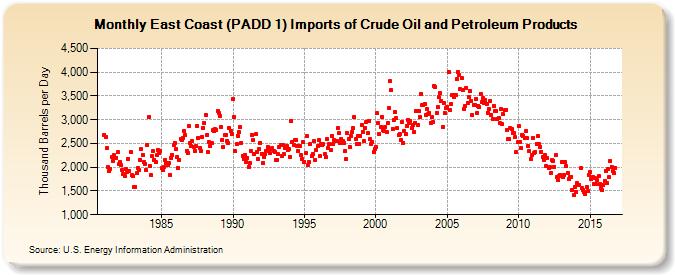 Monthly East Coast (PADD 1) Imports of Crude Oil and Petroleum Products
Thousand Barrels per Day
4,500
4,000
3,500
3,000
2,500
2,000
1,500
1,000
1985 1990 1995 2000 2005 2010 2015
Source: U.S. Energy Information Administration